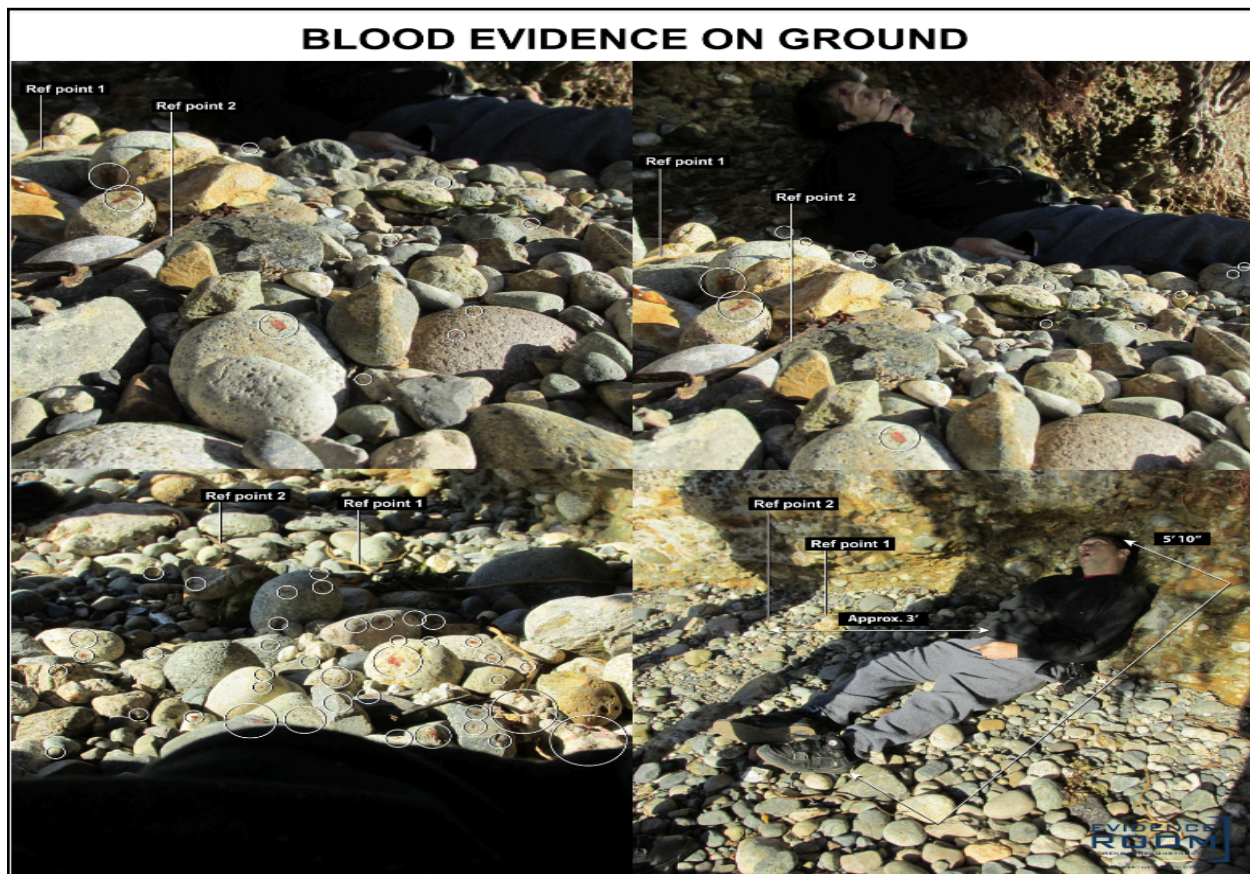 BLOOD EVIDENCE ON GROUND
Ref point 1
Ref point 2
Ref point 1
Ref point 2
Ref point 2
Ref point 1
Ref point 2
Ref point 1
5' 10"
Approx. 3'
EVIDENCE
ROOM